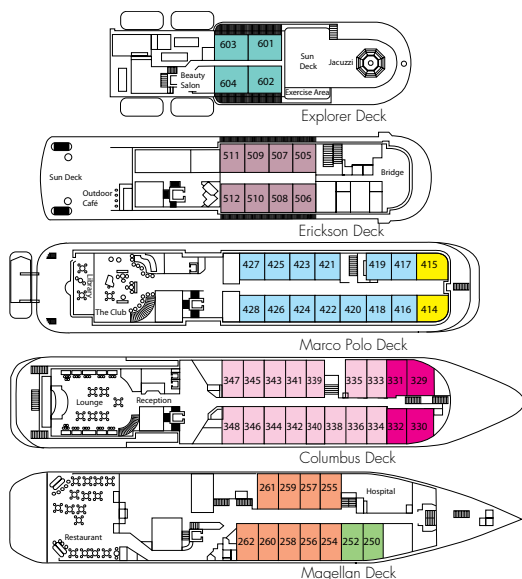 603 601
Sun Deck
Jacuzzi
Beauty Salon
604 602
Exercise Area
Explorer Deck
511 509 507 505
Sun Deck
Bridge
Outdoor Café
512 510 508 506
Erickson Deck
427 425 423 421 419 417 415
Library
The Club
428 426 424 422 420 418 416 414
Marco Polo Deck
347 345 343 341 339 335 333 331 329
Lounge
Reception
348 346 344 342 340 338 336 334 332 330
Columbus Deck
261 259 257 255
Hospital
Restaurant
262 260 258 256 254 252 250
Magellan Deck